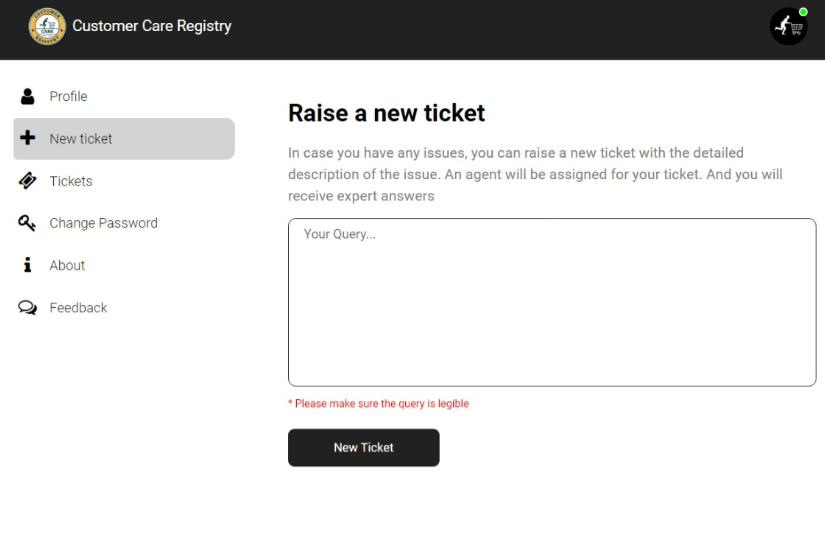 Customer Care Registry
Profile
New ticket
Tickets
Change Password
About
Feedback
Raise a new ticket
In case you have any issues, you can raise a new ticket with the detailed
description of the issue. An agent will be assigned for your ticket. And you will
receive expert answers
Your Query...
* Please make sure the query is legible
New Ticket